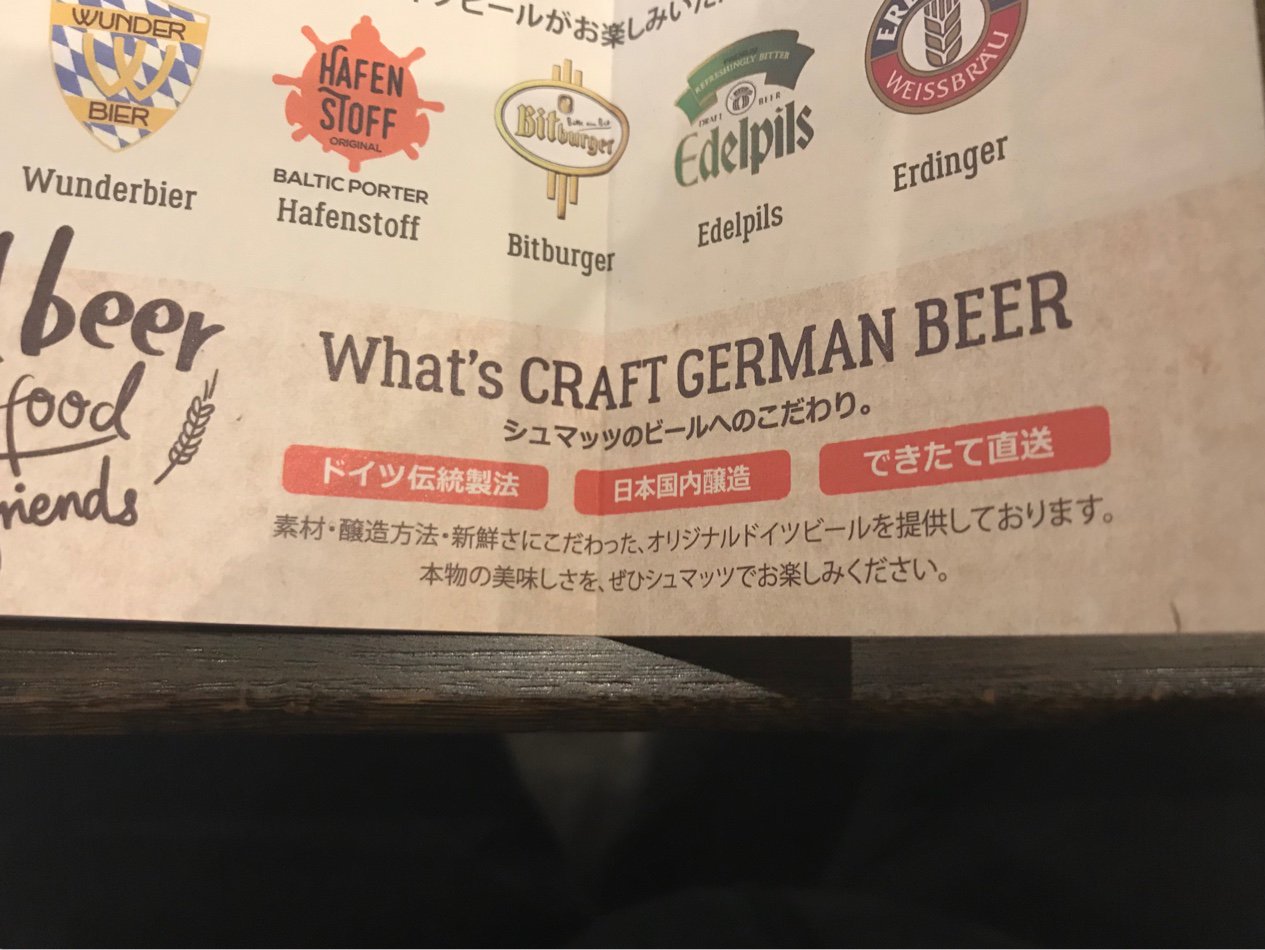 ビールがお楽しみいた
WUNDER
BIER
Wunderbier
HAFEN
STOFF
ORIGINAL
BALTIC PORTER
Hafenstoff
Bitburger
Bitburger
REFRESHINGLY BITTER
DRAFT BEER
Edelpils
Edelpils
WEISSBRÄU
Erdinger
beer
food
What's CRAFT GERMAN BEER
シュマッツのビールへのこだわり。
ドイツ伝統製法
日本国内醸造
できたて直送
素材・醸造方法・新鮮さにこだわった、オリジナルドイツビールを提供しております。
本物の美味しさを、ぜひシュマッツでお楽しみください。